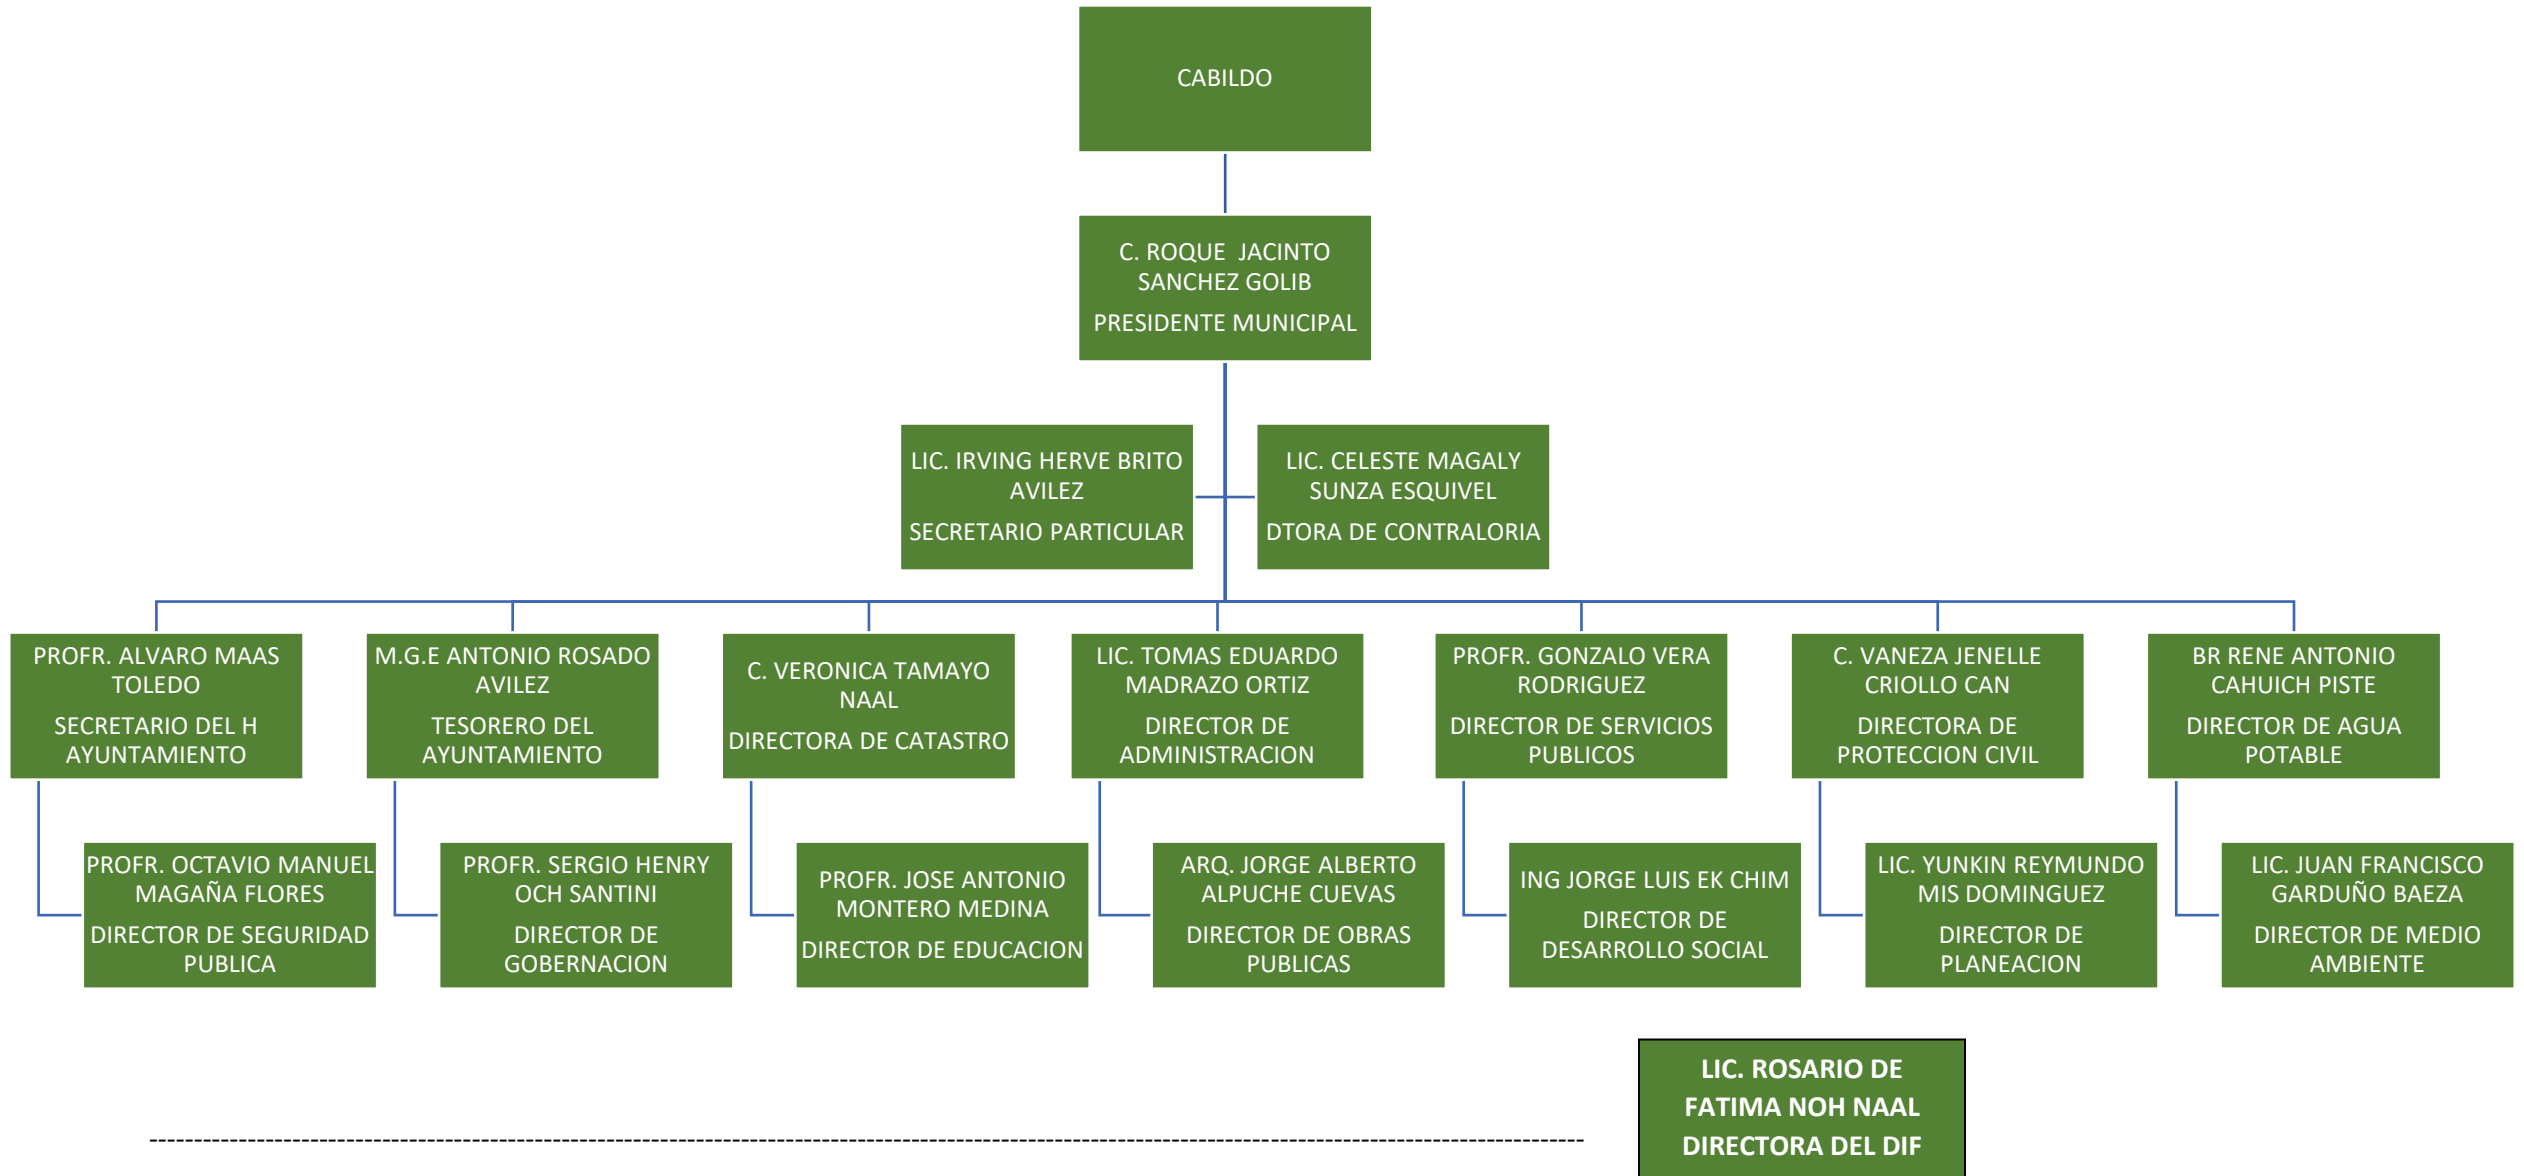 CABILDO
C. ROQUE  JACINTO
SANCHEZ GOLIB
PRESIDENTE MUNICIPAL
LIC. IRVING HERVE BRITO
AVILEZ
SECRETARIO PARTICULAR
LIC. CELESTE MAGALY
SUNZA ESQUIVEL
DTORA DE CONTRALORIA
PROFR. ALVARO MAAS
TOLEDO
SECRETARIO DEL H
AYUNTAMIENTO
M.G.E ANTONIO ROSADO
AVILEZ
TESORERO DEL
AYUNTAMIENTO
C. VERONICA TAMAYO
NAAL
DIRECTORA DE CATASTRO
LIC. TOMAS EDUARDO
MADRAZO ORTIZ
DIRECTOR DE
ADMINISTRACION
PROFR. GONZALO VERA
RODRIGUEZ
DIRECTOR DE SERVICIOS
PUBLICOS
C. VANEZA JENELLE
CRIOLLO CAN
DIRECTORA DE
PROTECCION CIVIL
BR RENE ANTONIO
CAHUICH PISTE
DIRECTOR DE AGUA
POTABLE
PROFR. OCTAVIO MANUEL
MAGAÑA FLORES
DIRECTOR DE SEGURIDAD
PUBLICA
PROFR. SERGIO HENRY
OCH SANTINI
DIRECTOR DE
GOBERNACION
PROFR. JOSE ANTONIO
MONTERO MEDINA
DIRECTOR DE EDUCACION
ARQ. JORGE ALBERTO
ALPUCHE CUEVAS
DIRECTOR DE OBRAS
PUBLICAS
ING JORGE LUIS EK CHIM
DIRECTOR DE
DESARROLLO SOCIAL
LIC. YUNKIN REYMUNDO
MIS DOMINGUEZ
DIRECTOR DE
PLANEACION
LIC. JUAN FRANCISCO
GARDUÑO BAEZA
DIRECTOR DE MEDIO
AMBIENTE
LIC. ROSARIO DE
FATIMA NOH NAAL
DIRECTORA DEL DIF